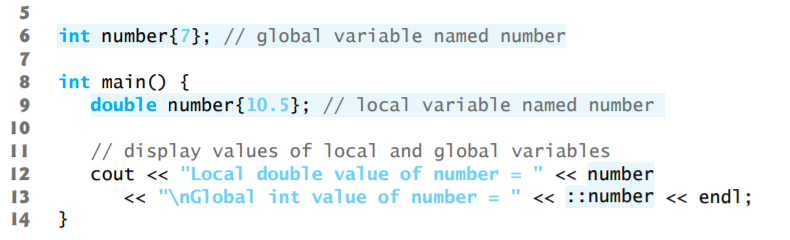 5
6 int number{7}; // global variable named number
7
8 int main() {
9 double number{10.5}; // local variable named number
10
11 // display values of local and global variables
12 cout << "Local double value of number = " << number
13 << "\nGlobal int value of number = " << ::number << endl;
14 }